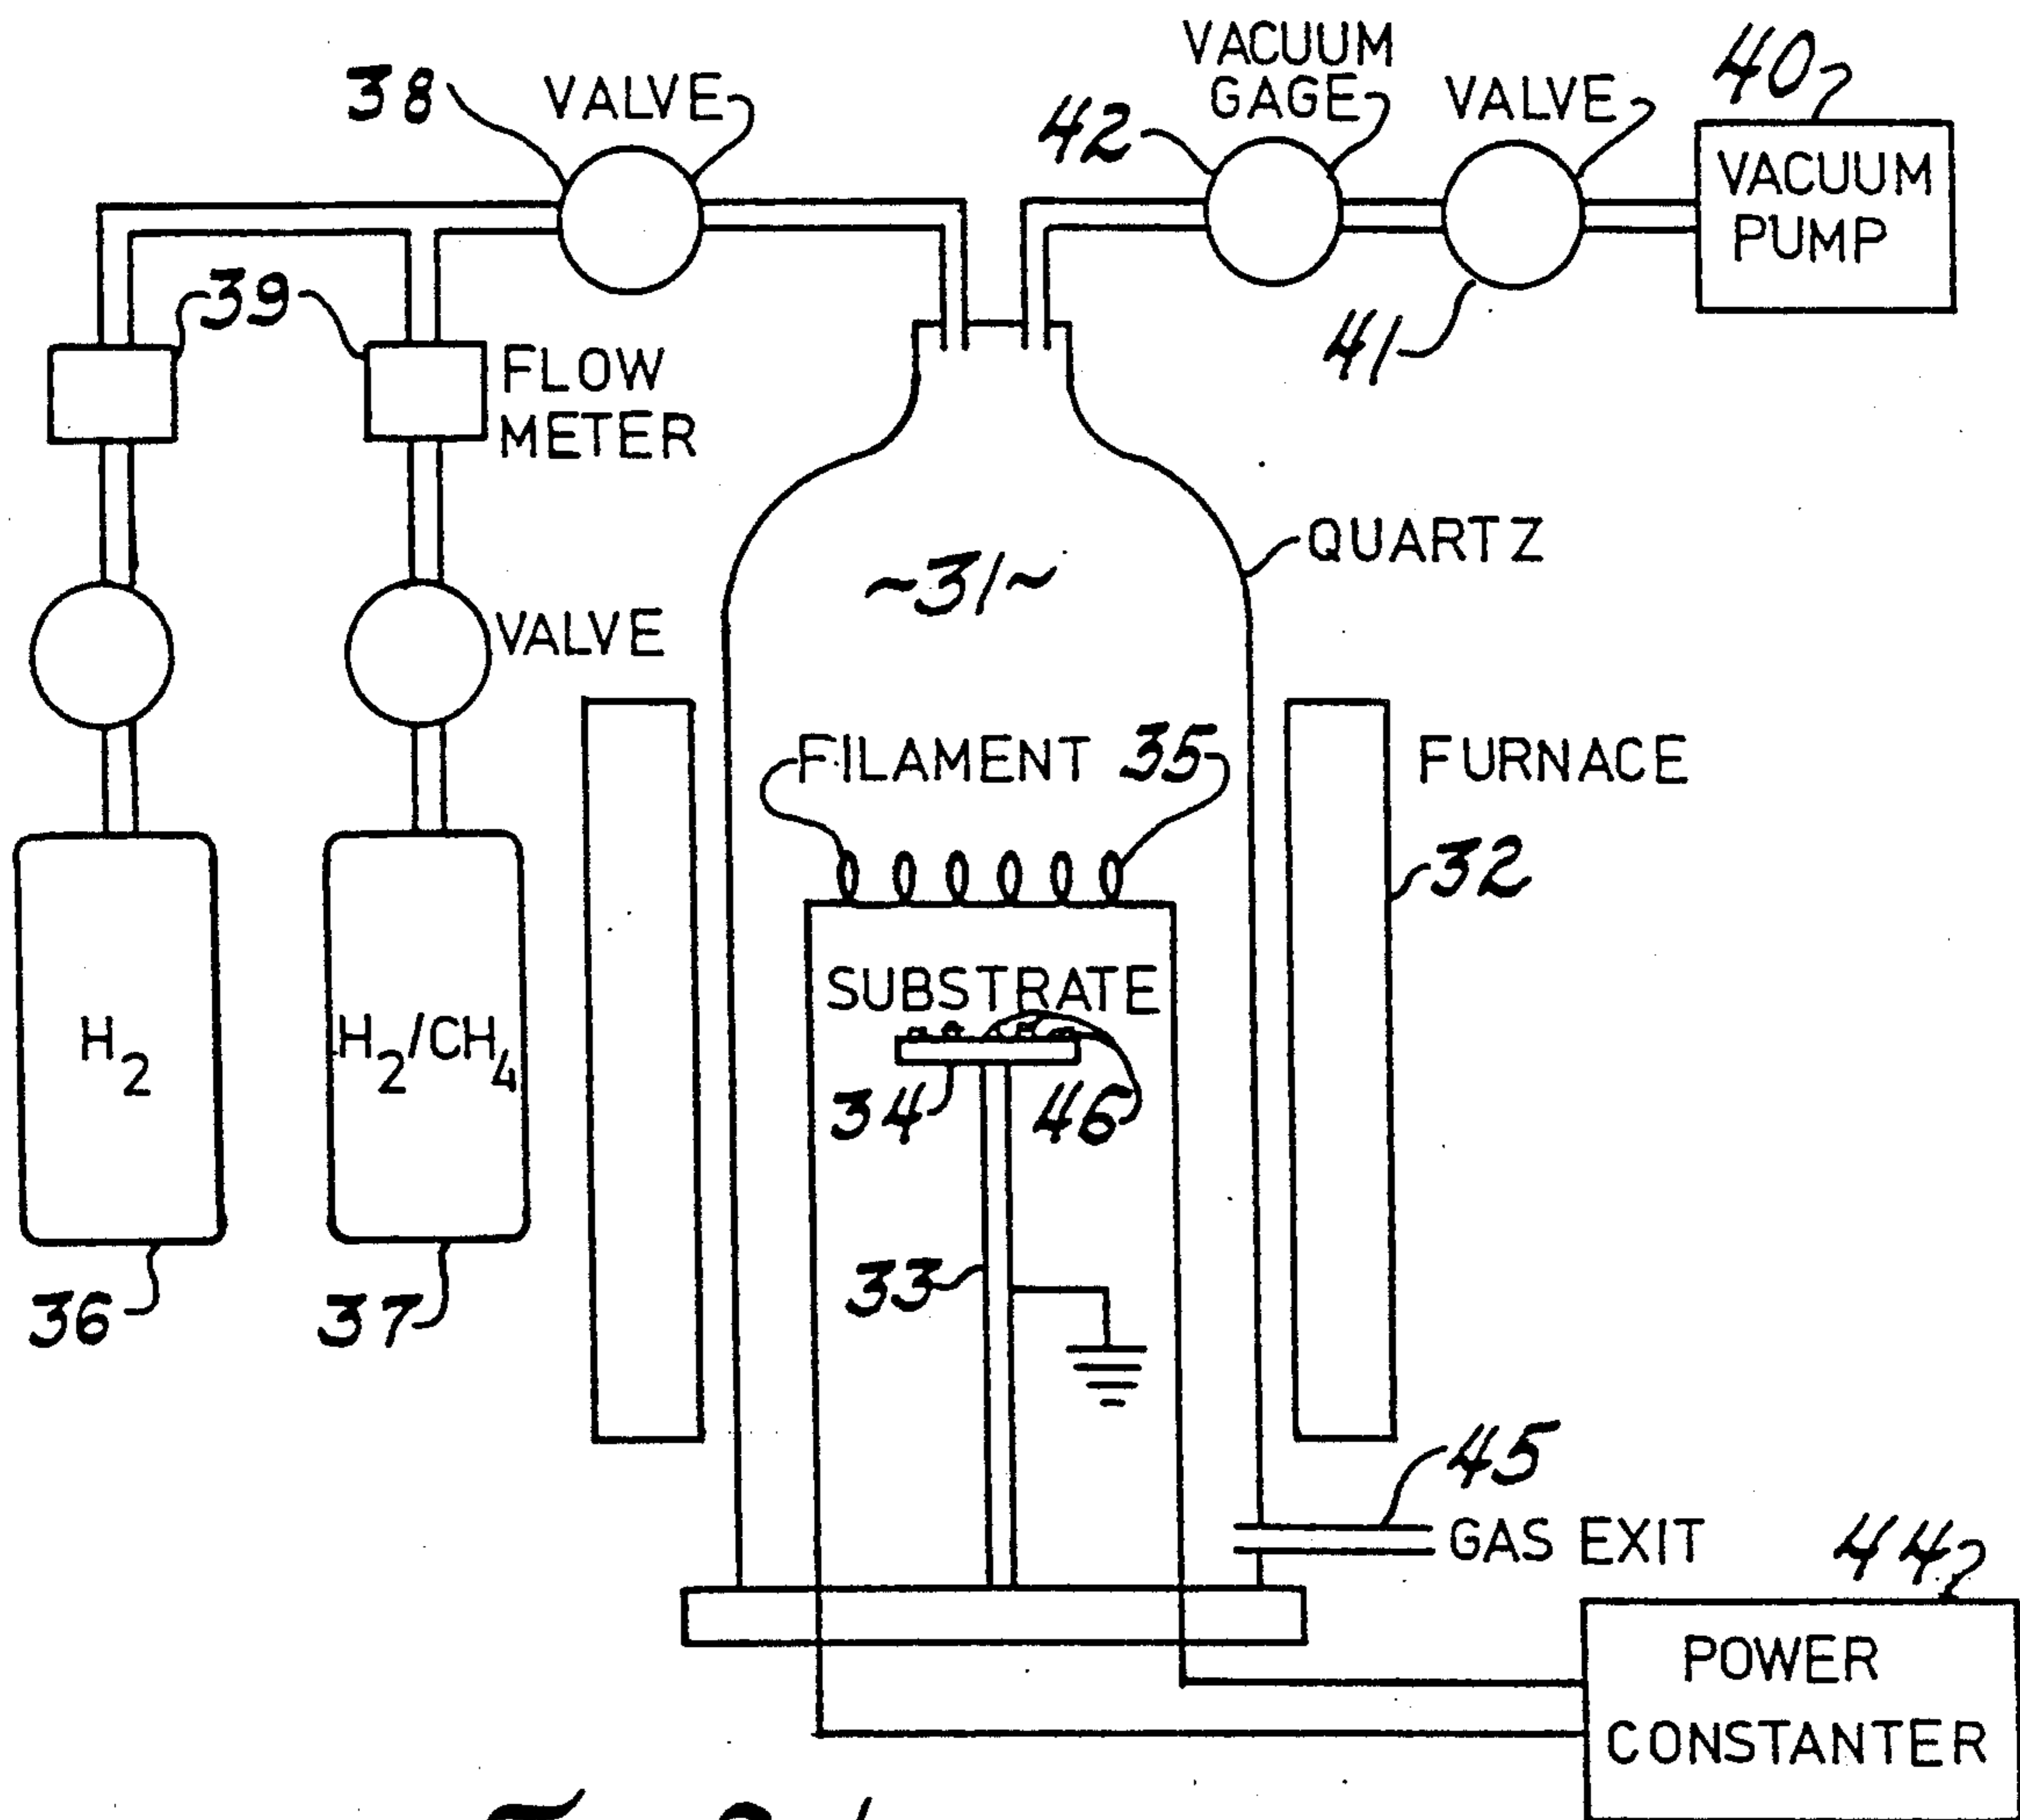 38
VALVE
VACUUM
GAGE
42
VALVE
40
VACUUM
PUMP
41
39
FLOW
METER
QUARTZ
~31~
VALVE
FILAMENT 35
FURNACE
32
SUBSTRATE
H2
H2/CH4
34
46
33
36
37
45
GAS EXIT
44
POWER
CONSTANTER